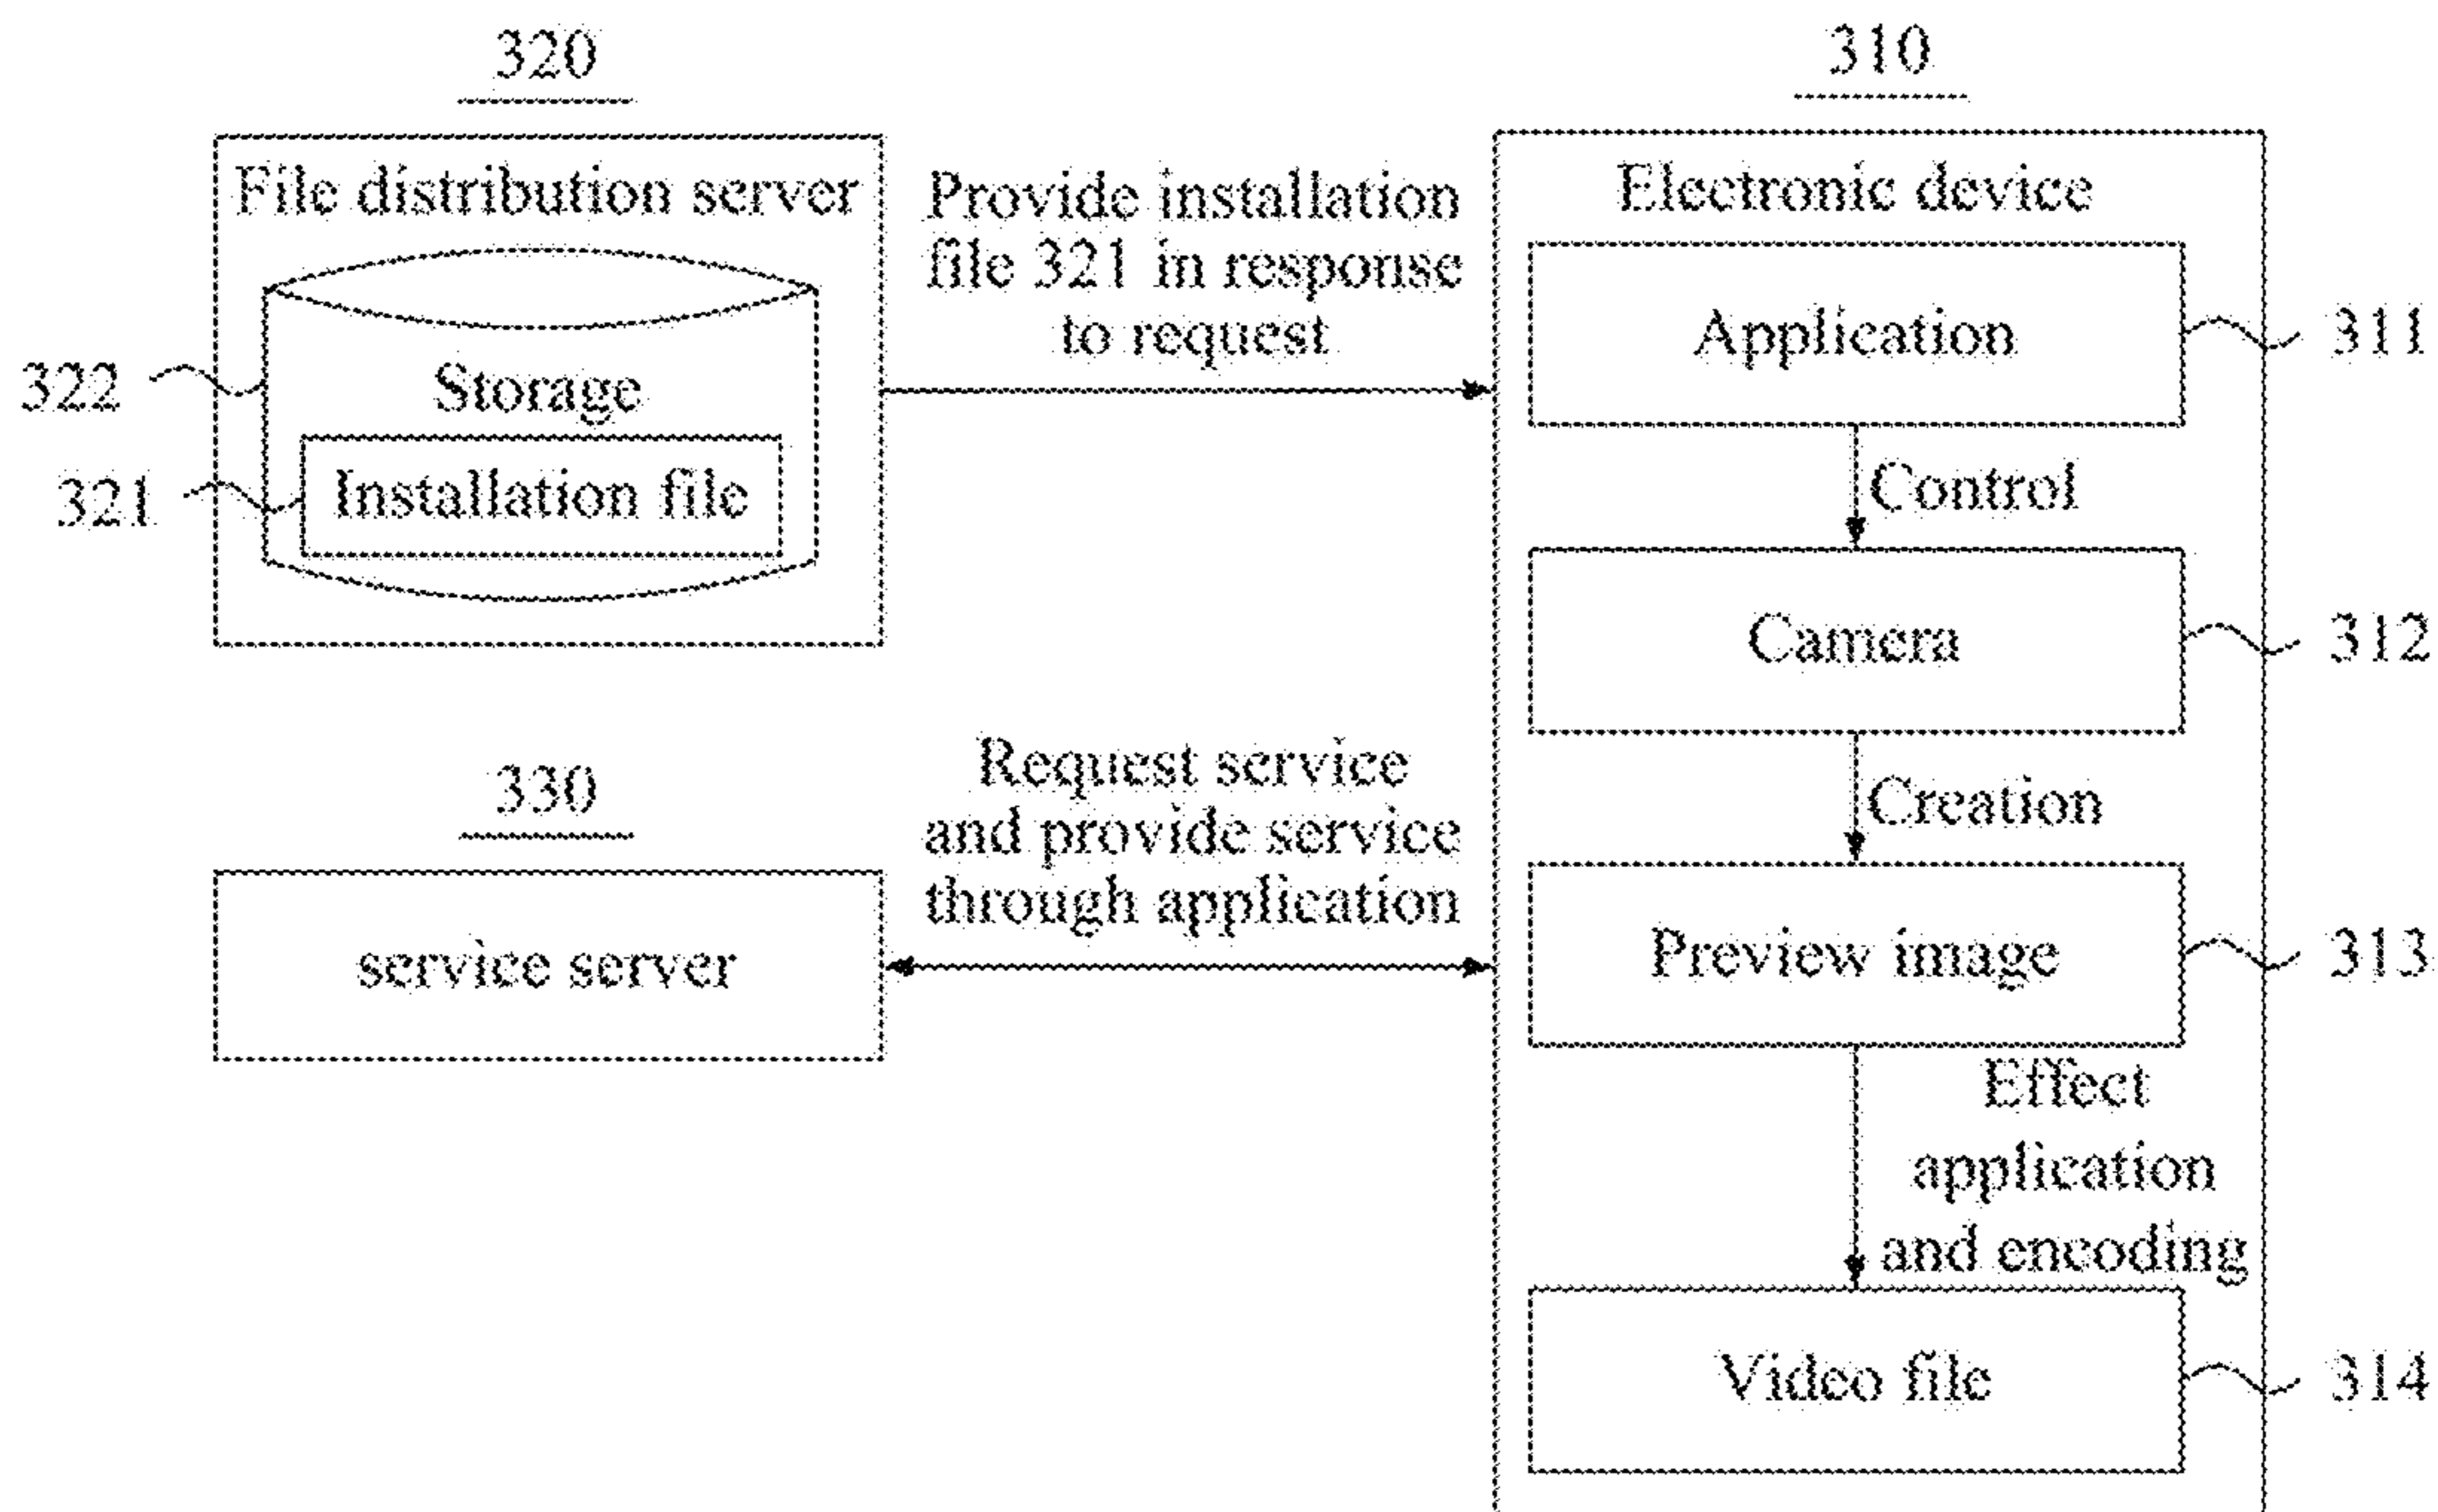 320
File distribution server
322
Storage
321
Installation file
Provide installation
file 321 in response
to request
330
service server
Request service
and provide service
through application
310
Electronic device
Application
311
Control
Camera
312
Creation
Preview image
313
Effect
application
and encoding
Video file
314